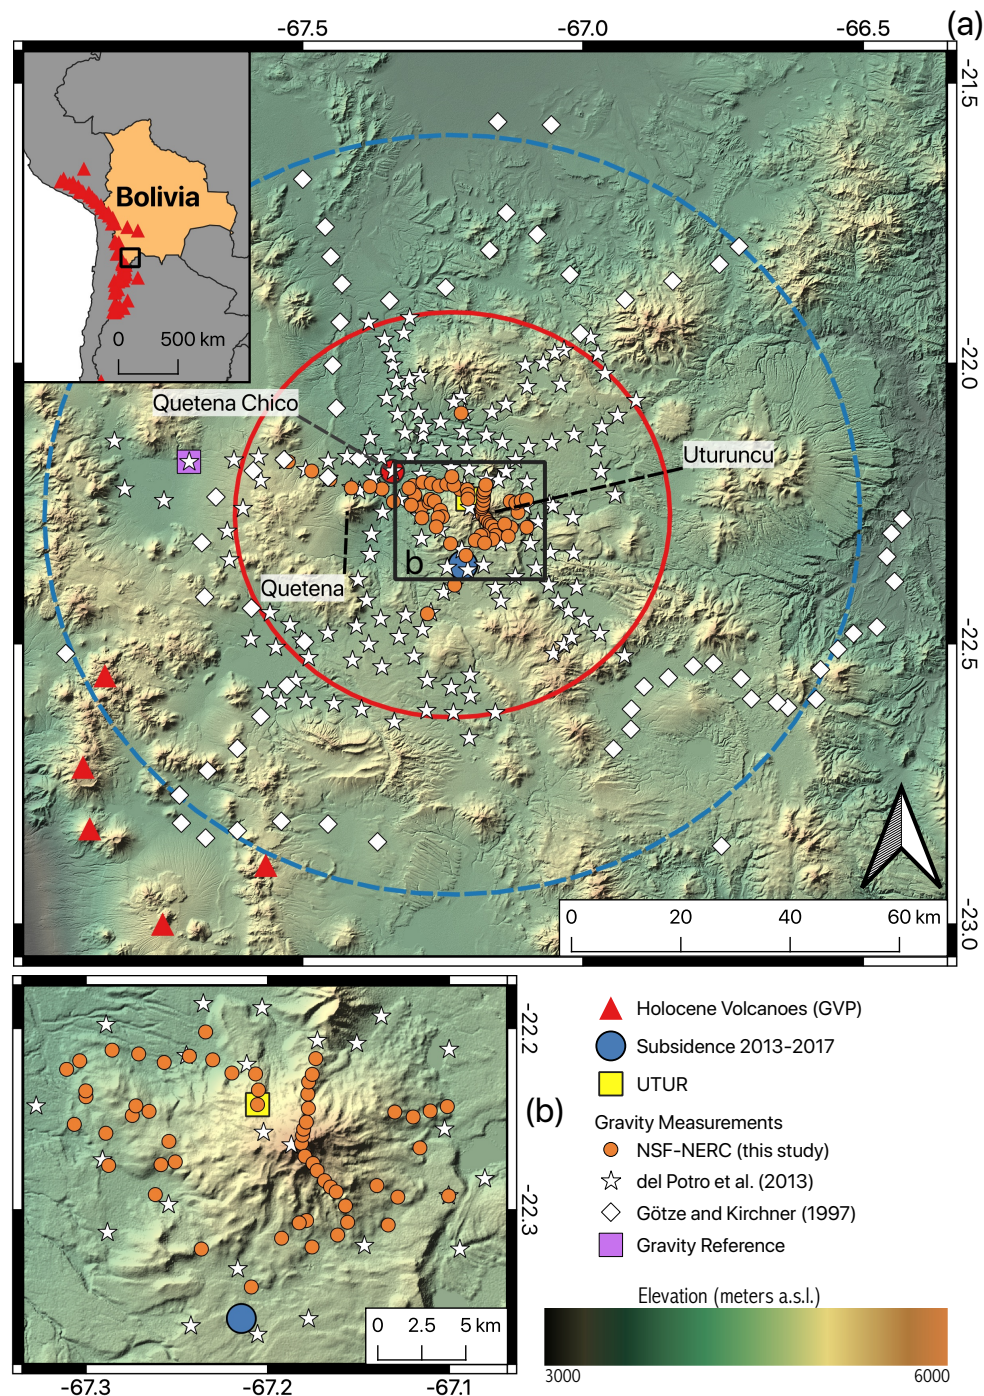 (a)
-67.5
-67.0
-66.5
-21.5
Bolivia
0
500 km
-22.0
Quetena Chico
Uturuncu
b
Quetena
-22.5
0
20
40
60 km
-23.0
-22.2
-22.3
0
2.5
5 km
-67.3
-67.2
-67.1
(b)
Holocene Volcanoes (GVP)
Subsidence 2013-2017
UTUR
Gravity Measurements
NSF-NERC (this study)
del Potro et al. (2013)
Götze and Kirchner (1997)
Gravity Reference
Elevation (meters a.s.l.)
3000
6000